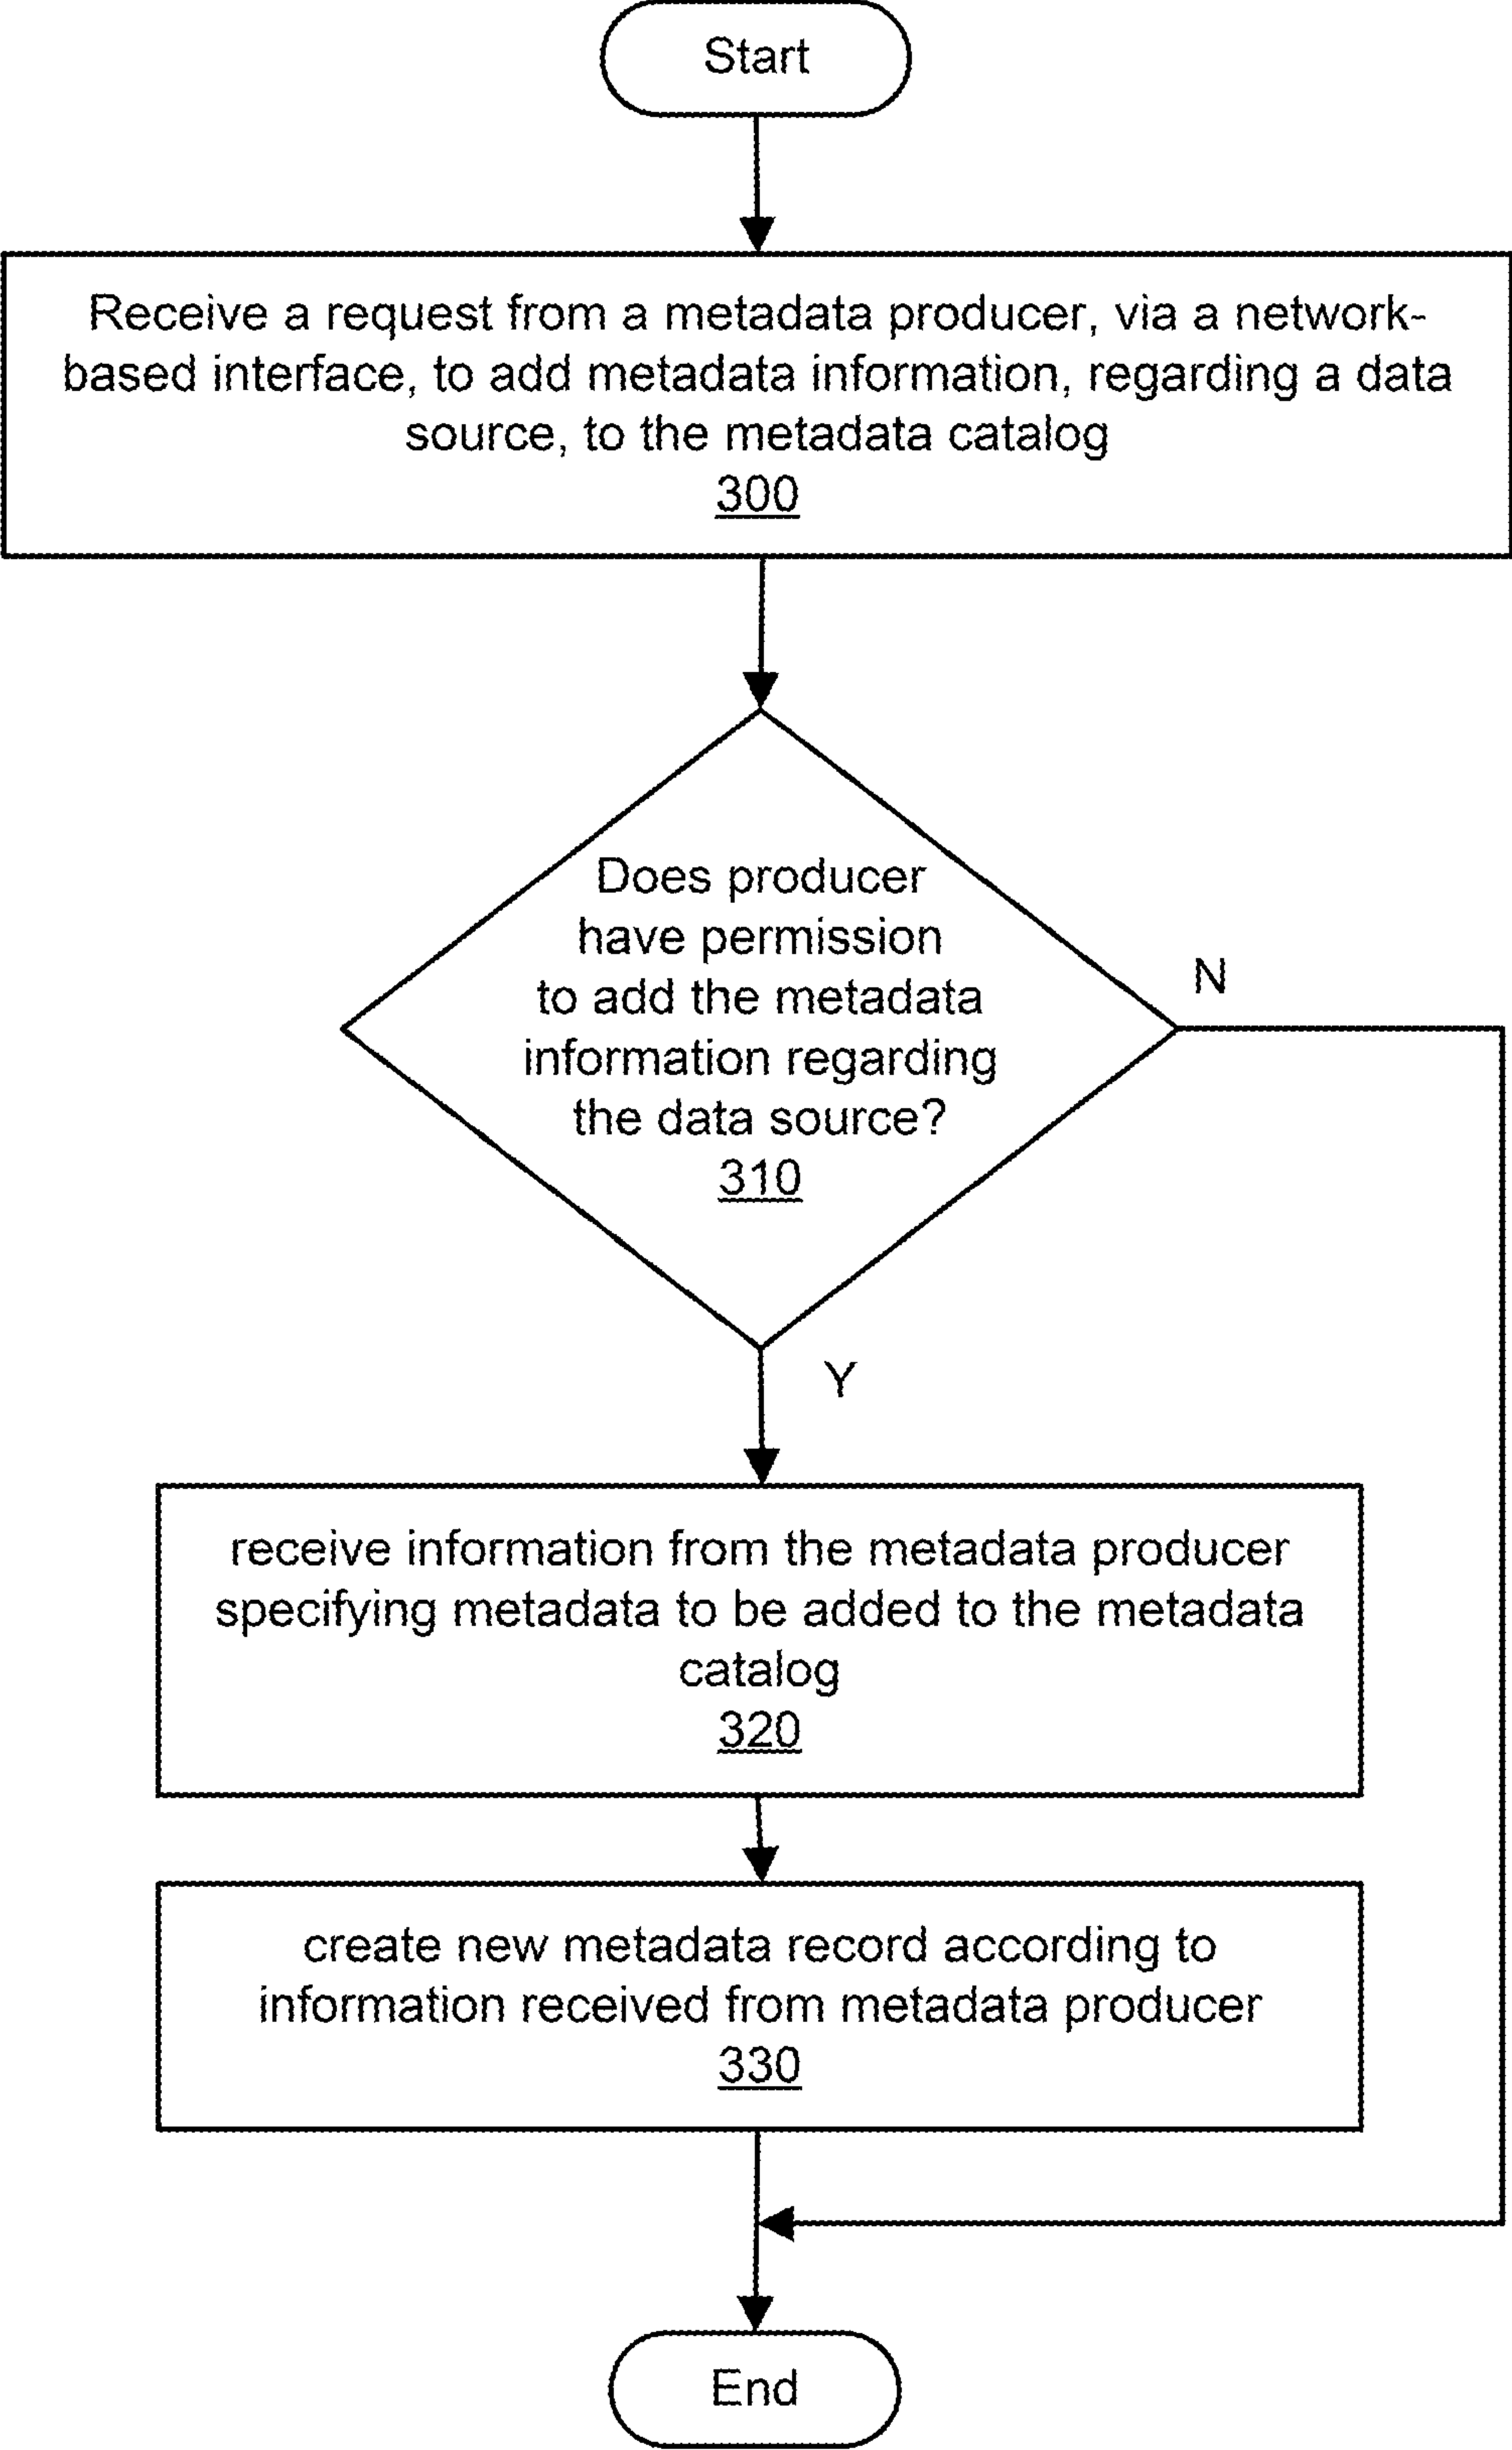 Start
Receive a request from a metadata producer, via a network-
based interface, to add metadata information, regarding a data
source, to the metadata catalog
300
Does producer
have permission
to add the metadata
information regarding
the data source?
310
N
Y
receive information from the metadata producer
specifying metadata to be added to the metadata
catalog
320
create new metadata record according to
information received from metadata producer
330
End